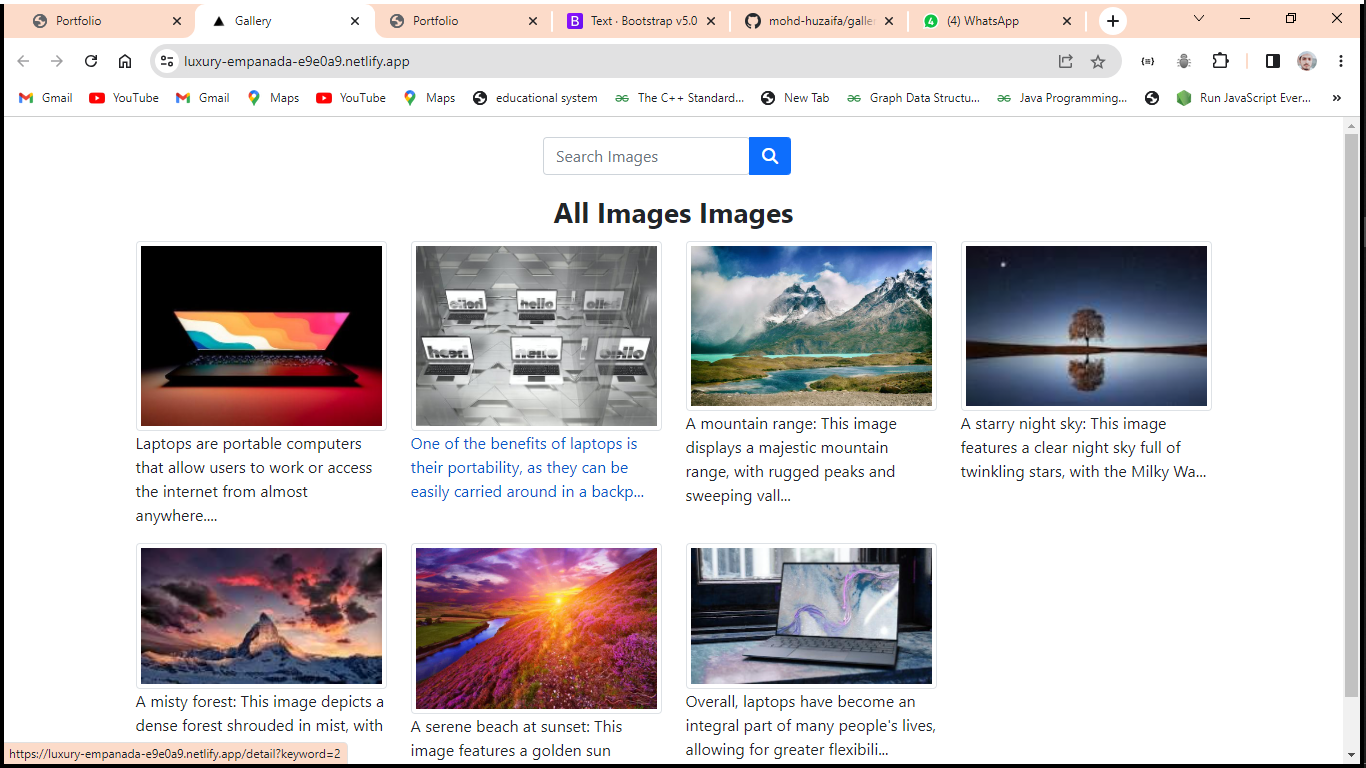 Portfolio
Gallery
Portfolio
Text · Bootstrap v5.0
mohd-huzaifa/galler
(4) WhatsApp
luxury-empanada-e9e0a9.netlify.app
Gmail
YouTube
Gmail
Maps
YouTube
Maps
educational system
The C++ Standard...
New Tab
Graph Data Structu...
Java Programming...
Run JavaScript Ever...
Search Images
All Images Images
hello
Laptops are portable computers
that allow users to work or access
the internet from almost
anywhere....
One of the benefits of laptops is
their portability, as they can be
easily carried around in a backp...
A mountain range: This image
displays a majestic mountain
range, with rugged peaks and
sweeping vall...
A starry night sky: This image
features a clear night sky full of
twinkling stars, with the Milky Wa...
A misty forest: This image depicts a
dense forest shrouded in mist, with
A serene beach at sunset: This
image features a golden sun
Overall, laptops have become an
integral part of many people's lives,
allowing for greater flexibili...
https://luxury-empanada-e9e0a9.netlify.app/detail?keyword=2